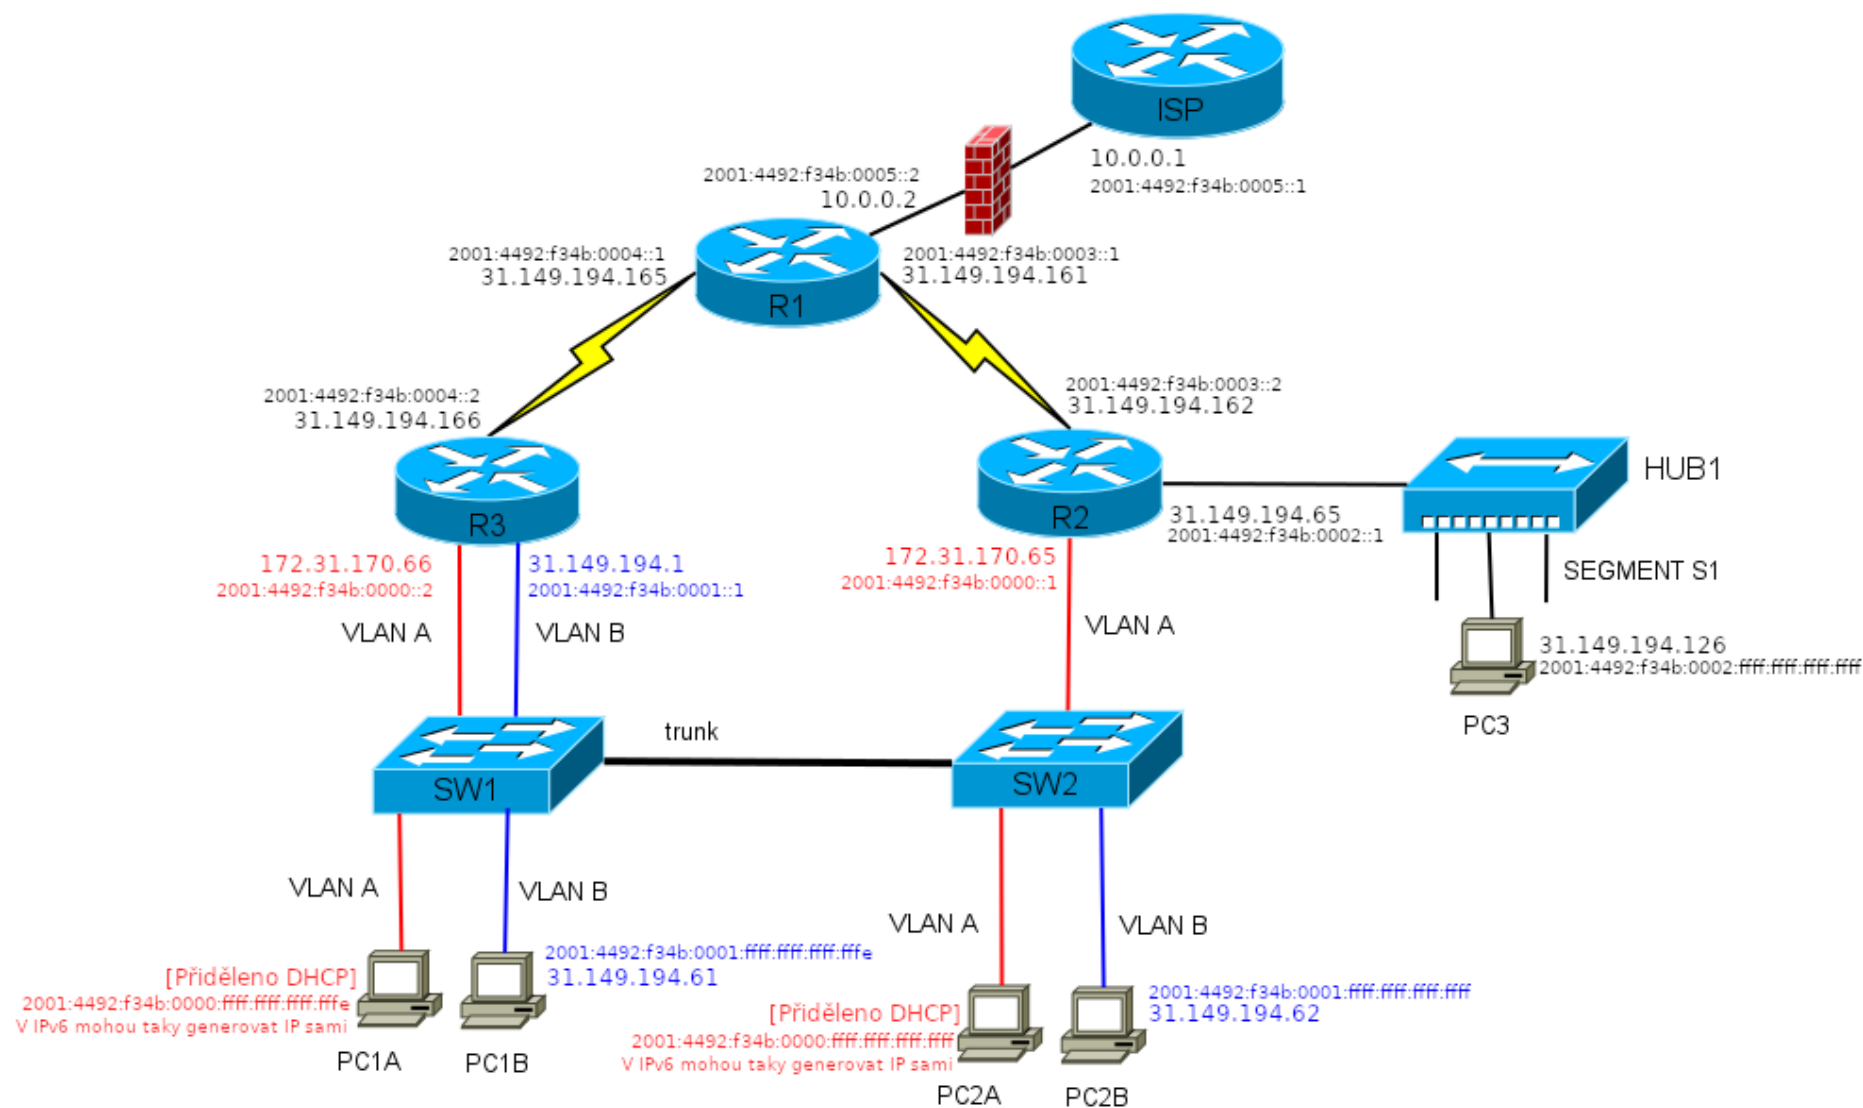 ISP
10.0.0.1
2001:4492:f34b:0005::1
2001:4492:f34b:0005::2
10.0.0.2
2001:4492:f34b:0004::1
31.149.194.165
R1
2001:4492:f34b:0003::1
31.149.194.161
2001:4492:f34b:0004::2
31.149.194.166
2001:4492:f34b:0003::2
31.149.194.162
R3
R2
HUB1
31.149.194.65
2001:4492:f34b:0002::1
172.31.170.66
2001:4492:f34b:0000::2
31.149.194.1
2001:4492:f34b:0001::1
172.31.170.65
2001:4492:f34b:0000::1
SEGMENT S1
VLAN A
VLAN B
VLAN A
31.149.194.126
2001:4492:f34b:0002:ffff:ffff:ffff:ffff
PC3
trunk
SW1
SW2
VLAN A
VLAN B
VLAN A
VLAN B
[Přiděleno DHCP]
2001:4492:f34b:0000:ffff:ffff:ffff:fffe
V IPv6 mohou taky generovat IP sami
2001:4492:f34b:0001:ffff:ffff:ffff:fffe
31.149.194.61
[Přiděleno DHCP]
2001:4492:f34b:0000:ffff:ffff:ffff:ffff
V IPv6 mohou taky generovat IP sami
2001:4492:f34b:0001:ffff:ffff:ffff:ffff
31.149.194.62
PC1A
PC1B
PC2A
PC2B